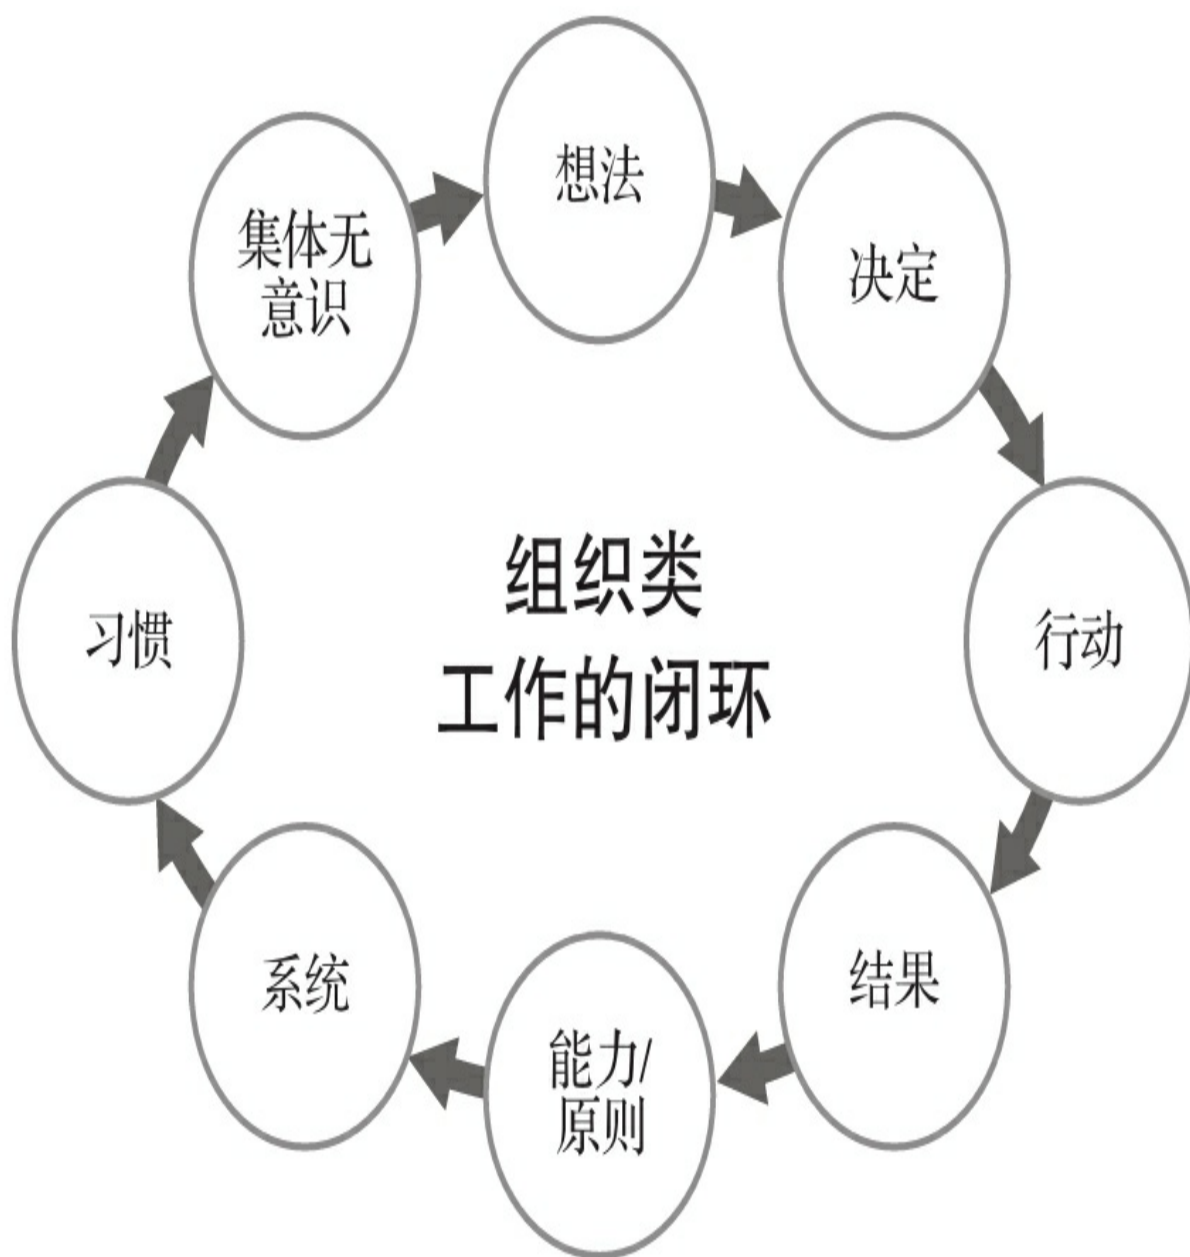 想法
决定
行动
结果
能力/
原则
系统
习惯
集体无
意识
组织类
工作的闭环